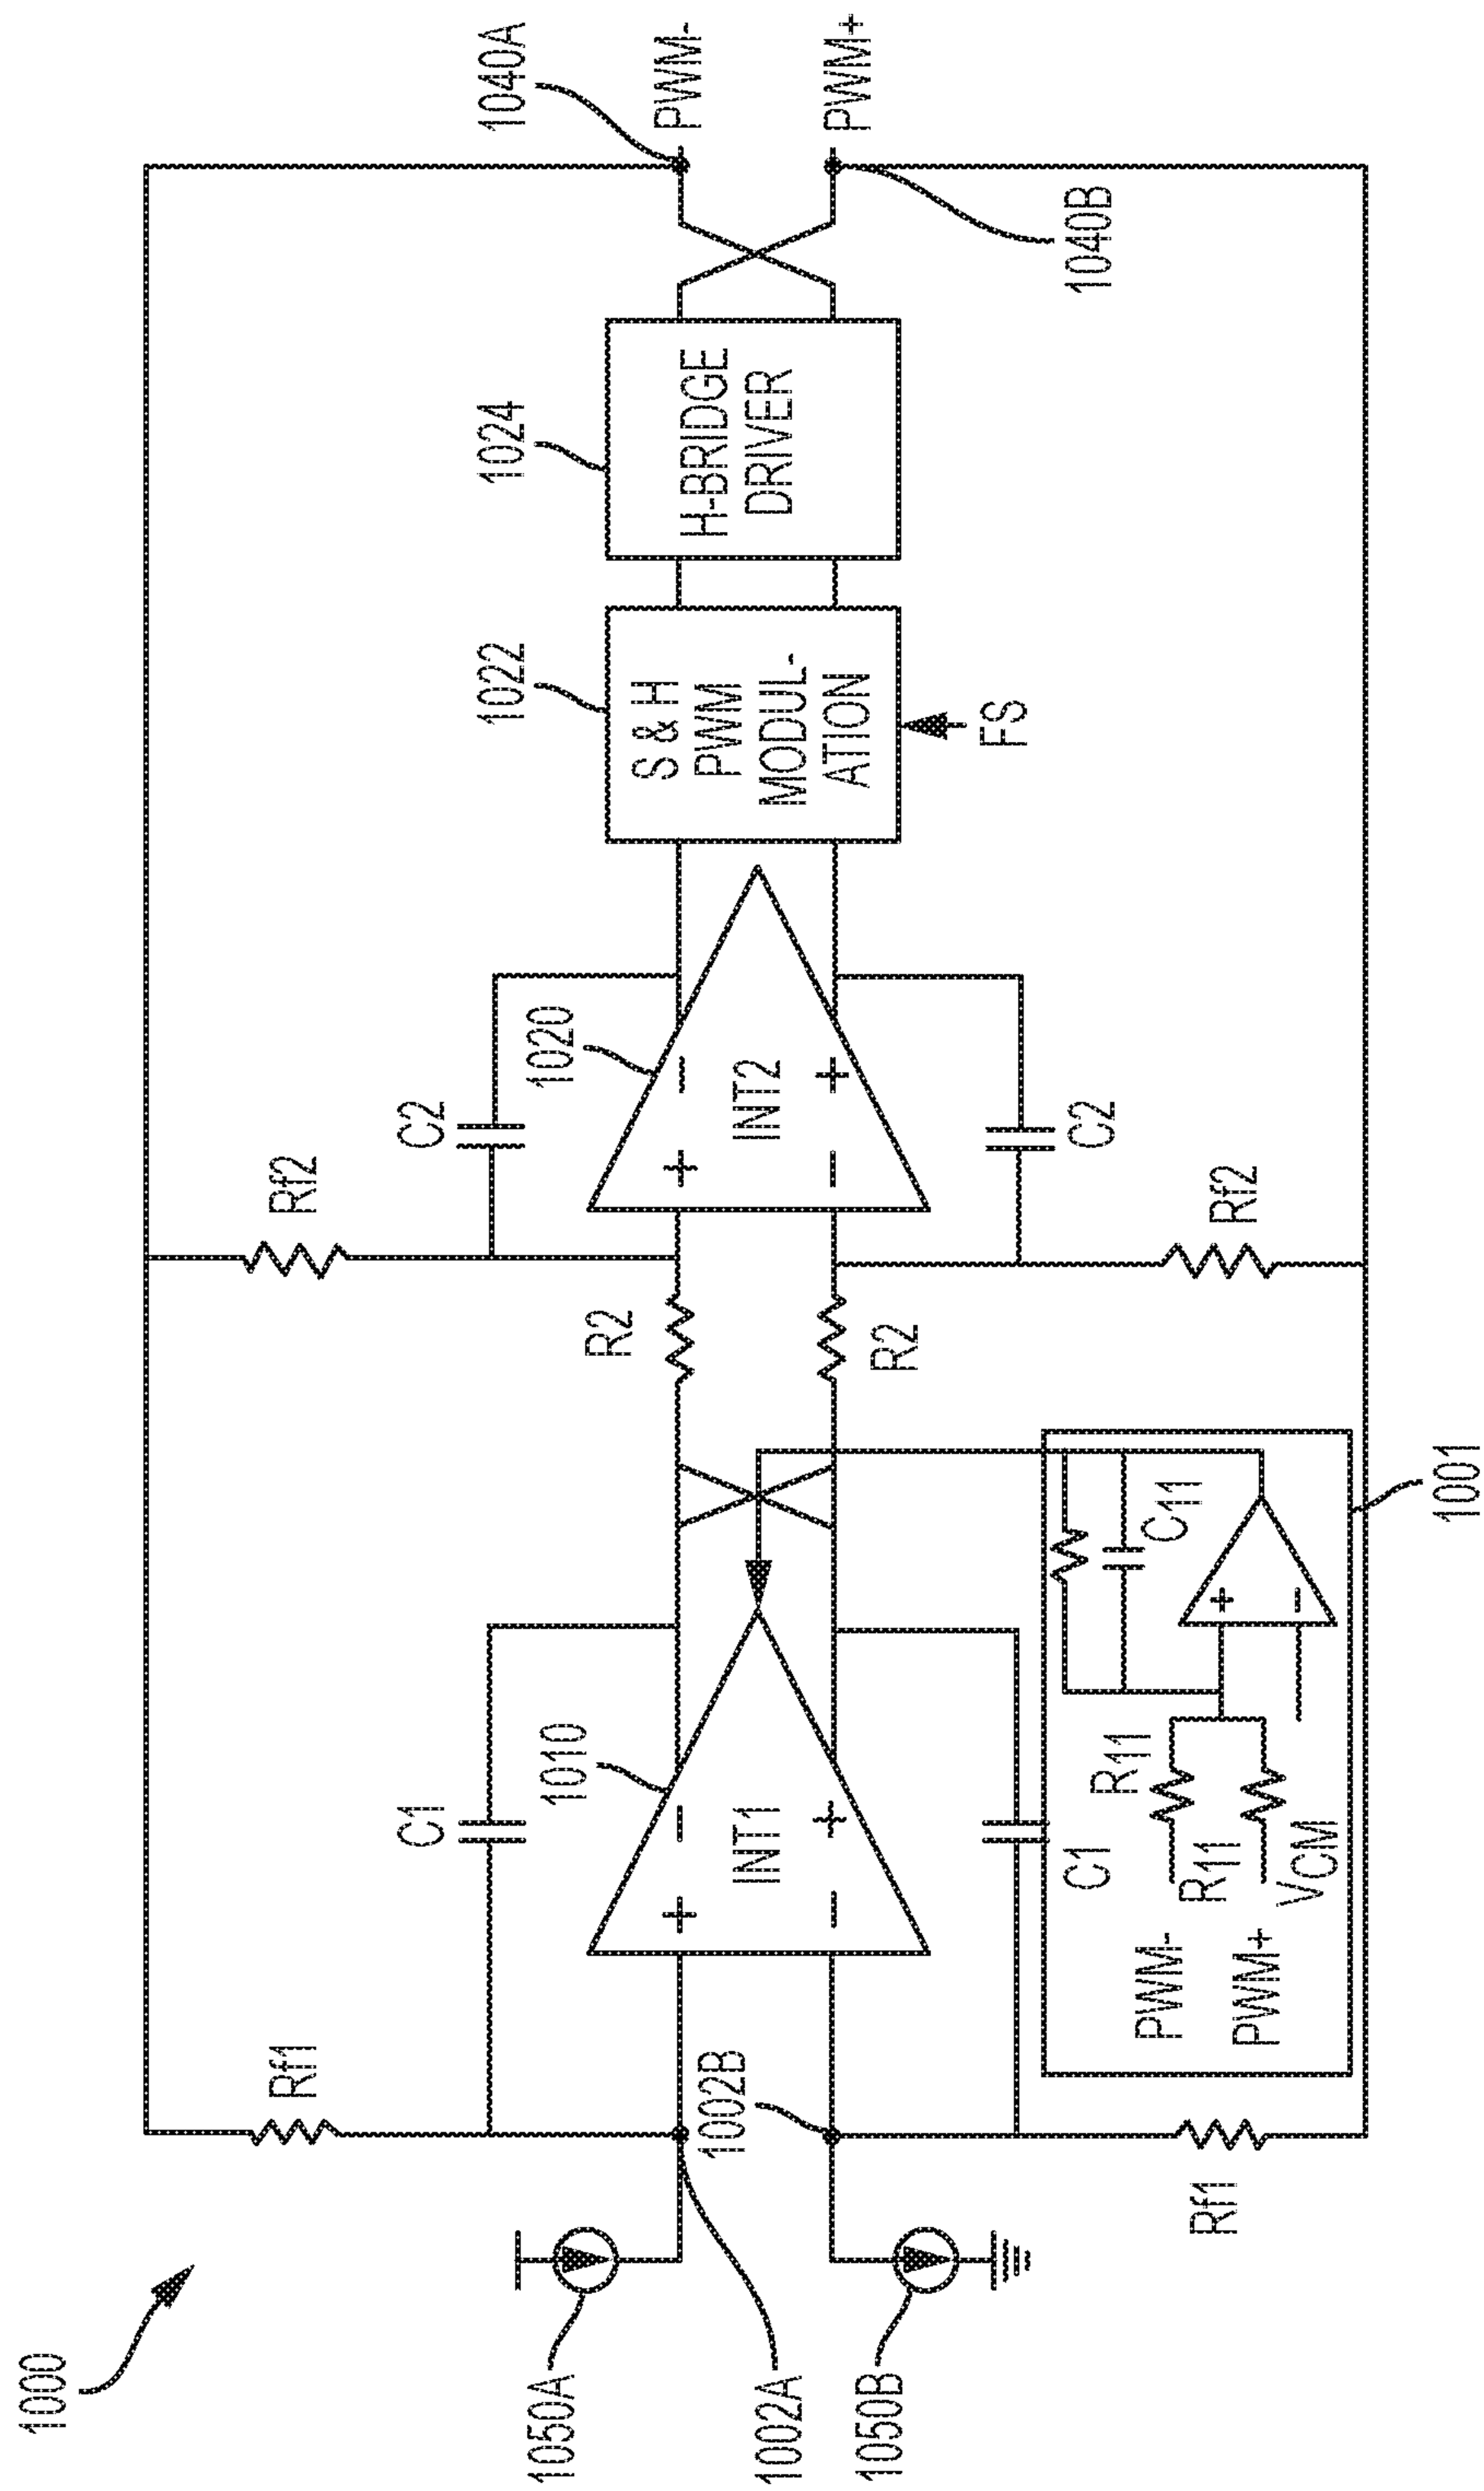 1000
1050A
1002A
1050B
1002B
Rf1
Rf1
C1
1010
+
-
INT1
-
+
C1
PWM-
PWM+
R11
R11
VCM
+
-
C11
1001
R2
R2
Rf2
Rf2
C2
1020
+
-
INT2
-
+
C2
1022
S & H
PWM
MODUL-
ATION
FS
1024
H-BRIDGE
DRIVER
1040A
PWM-
PWM+
1040B